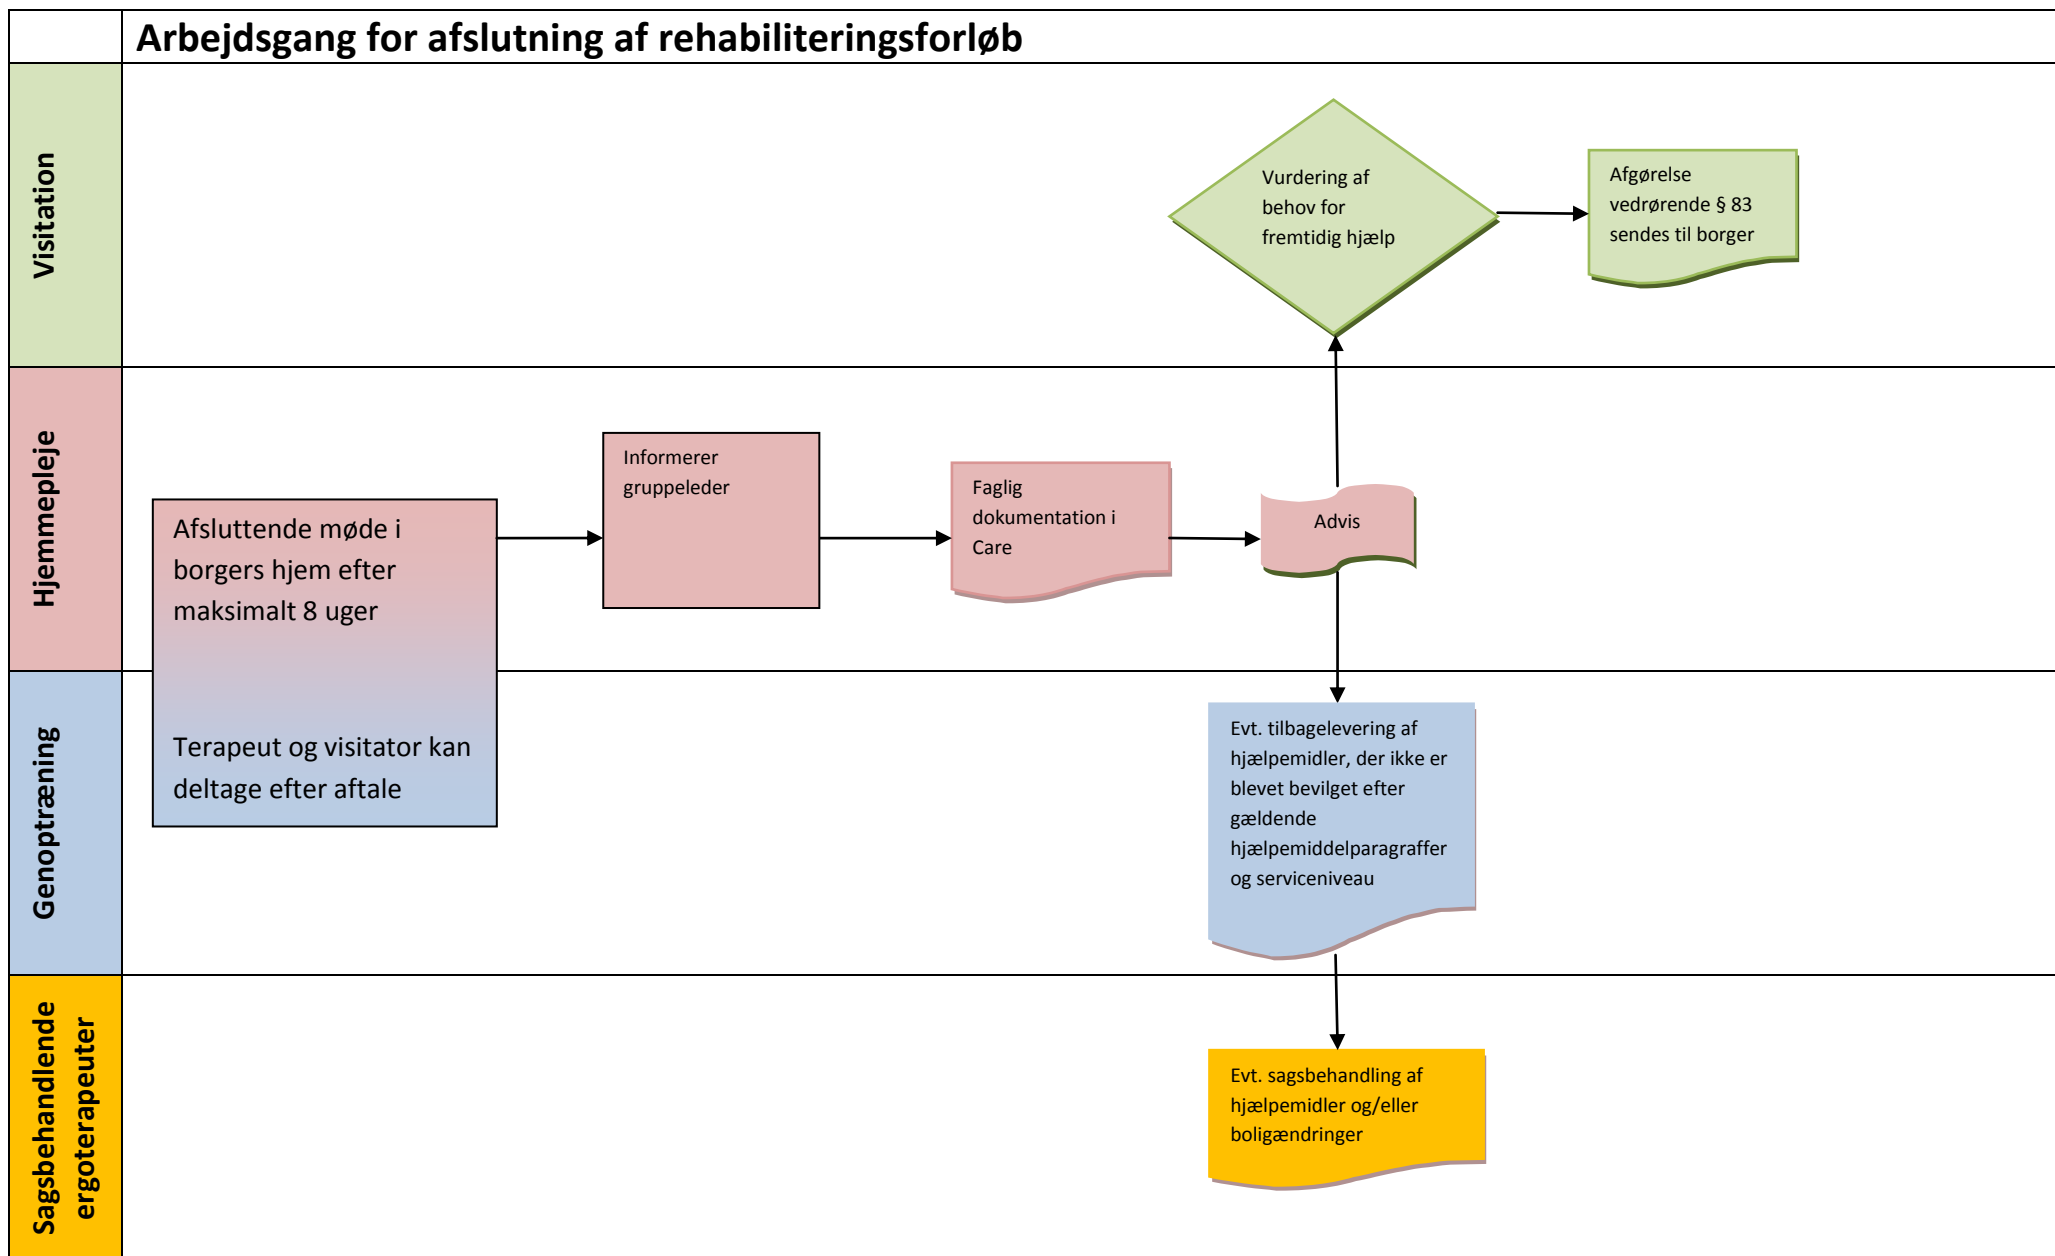 Arbejdsgang for afslutning af rehabiliteringsforløb
Visitation
Vurdering af
behov for
fremtidig hjælp
Afgørelse
vedrørende § 83
sendes til borger
Hjemmepleje
Afsluttende møde i
borgers hjem efter
maksimalt 8 uger
Terapeut og visitator kan
deltage efter aftale
Informerer
gruppeleder
Faglig
dokumentation i
Care
Advis
Genoptræning
Evt. tilbagelevering af
hjælpemidler, der ikke er
blevet bevilget efter
gældende
hjælpemiddelparagraffer
og serviceniveau
Sagsbehandlende
ergoterapeuter
Evt. sagsbehandling af
hjælpemidler og/eller
boligændringer